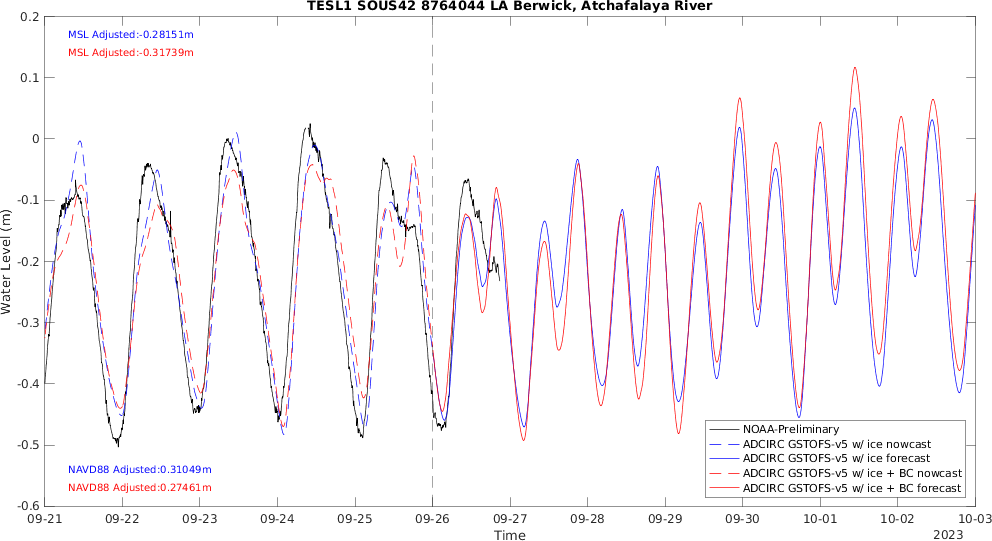 TESL1 SOUS42 8764044 LA Berwick, Atchafalaya River
MSL Adjusted:-0.28151m
MSL Adjusted:-0.31739m
0.2
0.1
0
-0.1
-0.2
-0.3
-0.4
-0.5
-0.6
Water Level (m)
NAVD88 Adjusted:0.31049m
NAVD88 Adjusted:0.27461m
NOAA-Preliminary
ADCIRC GSTOFS-v5 w/ ice nowcast
ADCIRC GSTOFS-v5 w/ ice forecast
ADCIRC GSTOFS-v5 w/ ice + BC nowcast
ADCIRC GSTOFS-v5 w/ ice + BC forecast
09-21 09-22 09-23 09-24 09-25 09-26 09-27 09-28 09-29 09-30 10-01 10-02 10-03
Time
2023